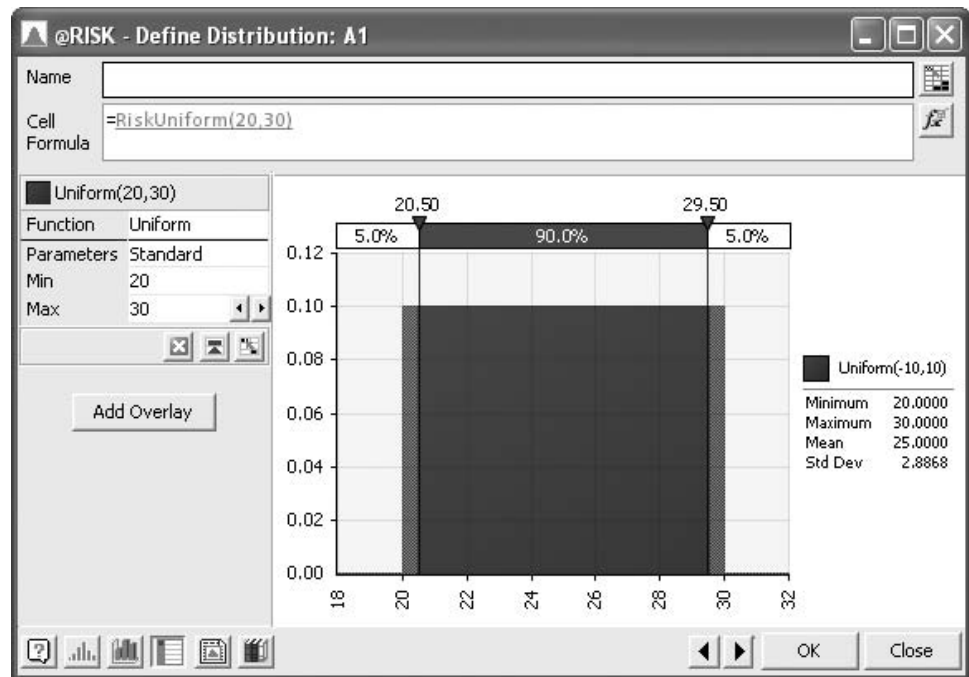 @RISK - Define Distribution: A1
Name
Cell Formula
=RiskUniform(20,30)
Uniform(20,30)
Function Uniform
Parameters Standard
Min 20
Max 30
Add Overlay
20.50 29.50
5.0% 90.0% 5.0%
0.12
0.10
0.08
0.06
0.04
0.02
0.00
18 20 22 24 26 28 30 32
Uniform(-10,10)
Minimum 20.0000
Maximum 30.0000
Mean 25.0000
Std Dev 2.8868
OK Close